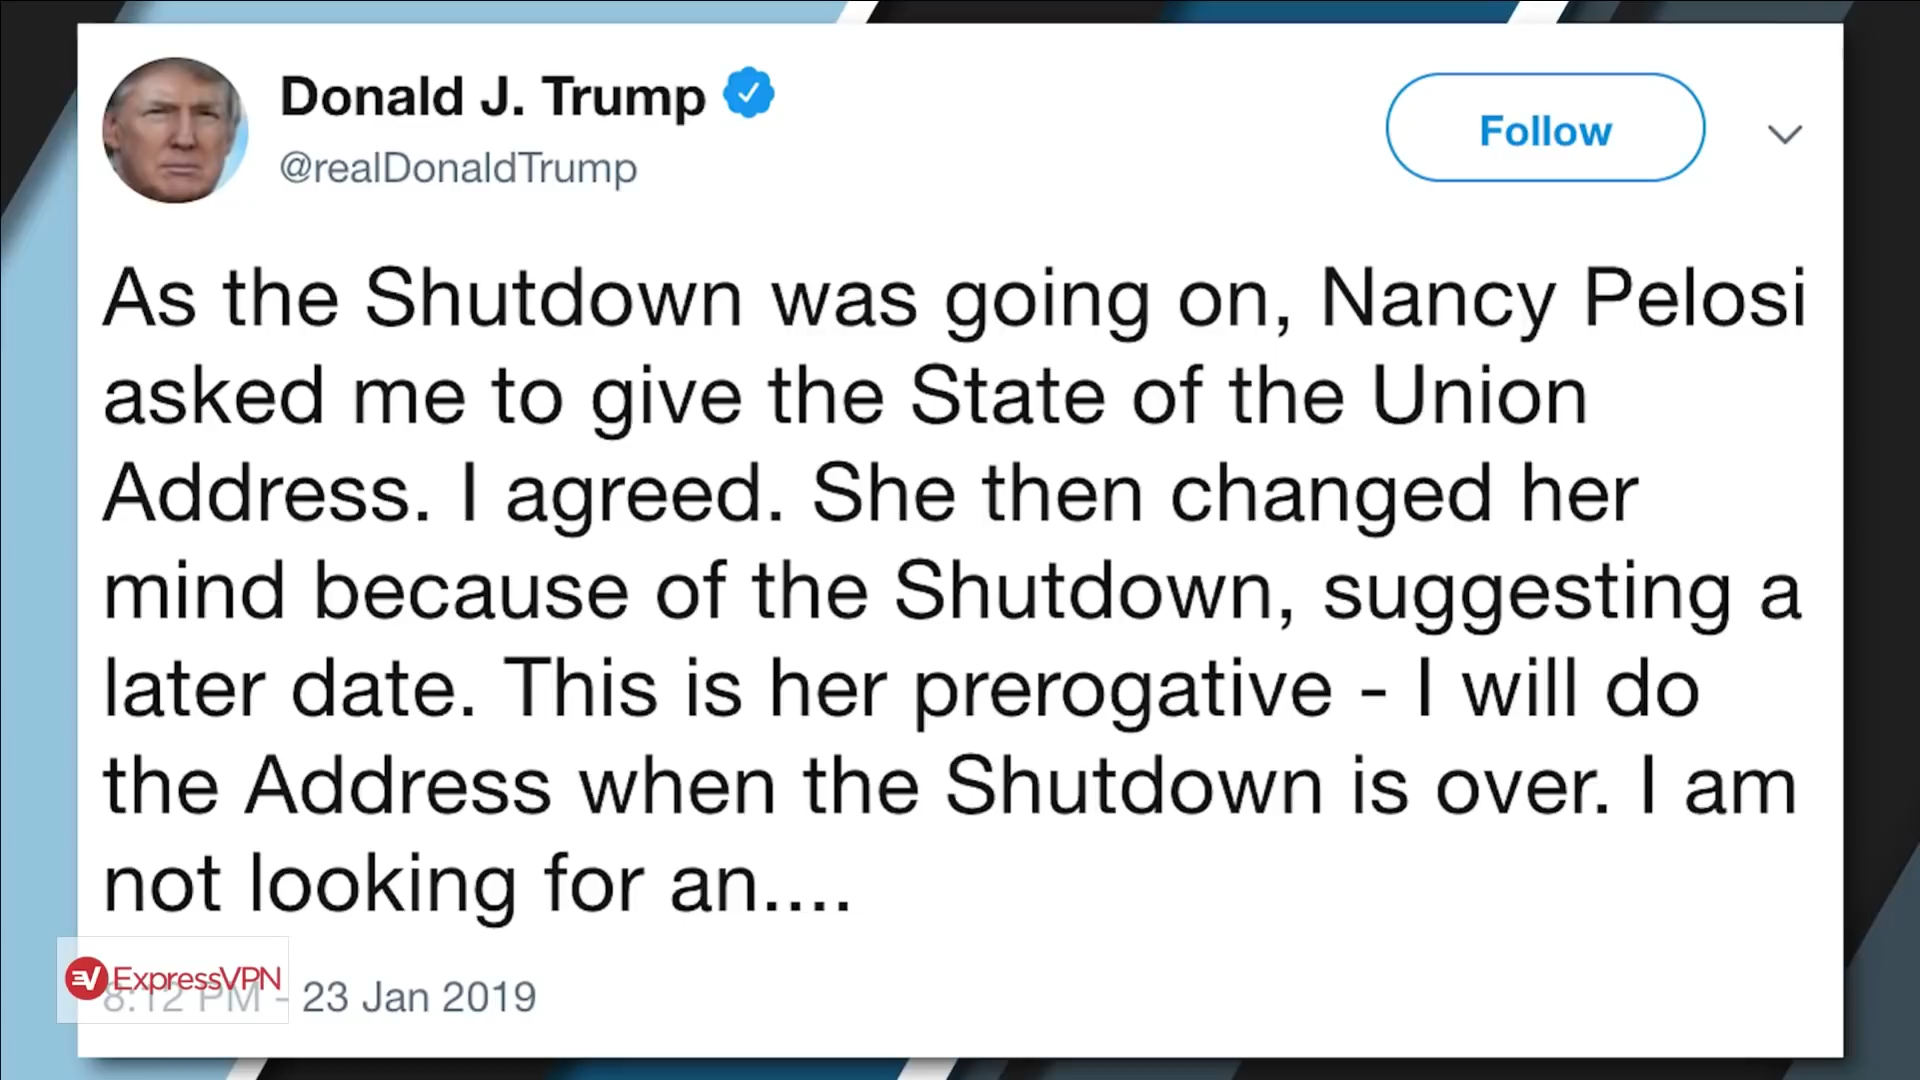 Donald J. Trump
@realDonaldTrump
Follow
As the Shutdown was going on, Nancy Pelosi
asked me to give the State of the Union
Address. I agreed. She then changed her
mind because of the Shutdown, suggesting a
later date. This is her prerogative - I will do
the Address when the Shutdown is over. I am
not looking for an....
ExpressVPN
8:12 PM - 23 Jan 2019